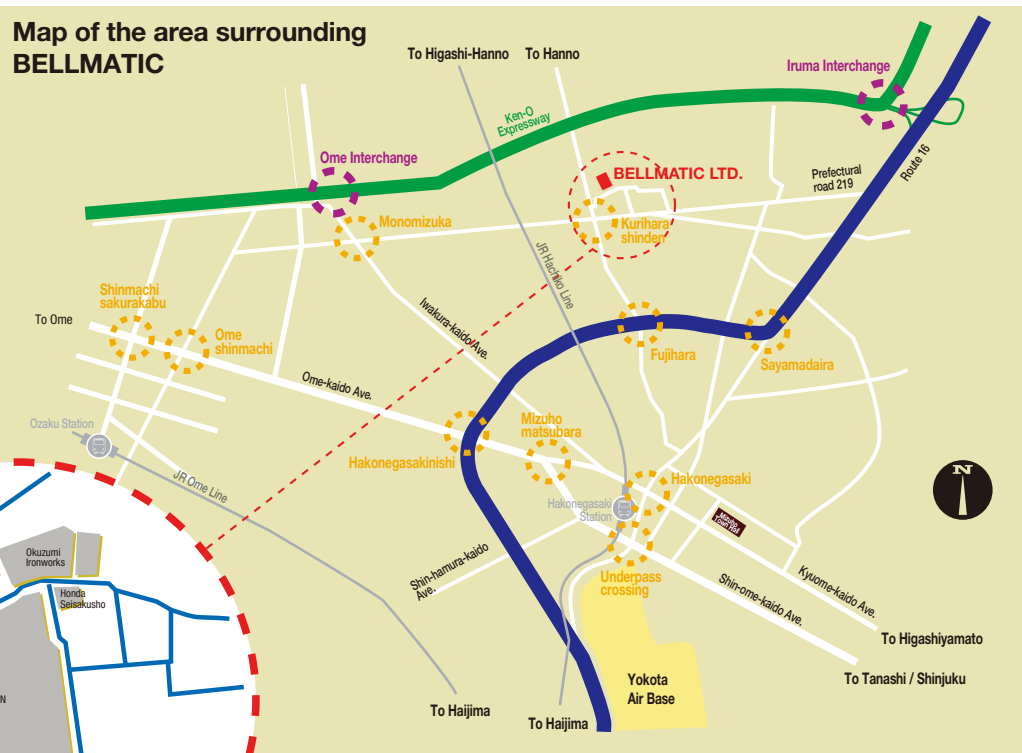 Map of the area surrounding
BELLMATIC
To Higashi-Hanno
To Hanno
Iruma Interchange
Ken-O
Expressway
Ome Interchange
BELLMATIC LTD.
Prefectural
road 219
Route 16
Monomizuka
Kurihara
shinden
JR Hachiko Line
Shinmachi
sakurakabu
To Ome
Ome
shinmachi
Iwakura-kaido Ave.
Fujihara
Sayamadaira
Ome-kaido Ave.
Ozaku Station
Mizuho
matsubara
Hakonegasakinishi
JR Ome Line
Hakonegasaki
Hakonegasaki
Station
Mizuho
Town Hall
N
Okuzumi
Ironworks
Honda
Seisakusho
Shin-hamura-kaido
Ave.
Underpass
crossing
Shin-ome-kaido Ave.
Kyuome-kaido Ave.
To Higashiyamato
To Tanashi / Shinjuku
Yokota
Air Base
N
To Haijima
To Haijima